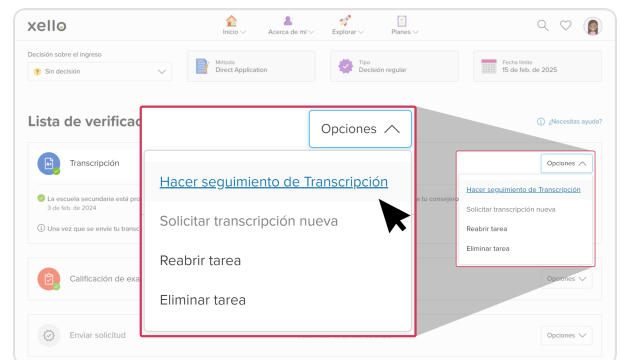 xello
Inicio
Acerca de mí
Explorar
Planes
Decisión sobre el ingreso
Sin decisión
Método
Direct Application
Tipo
Decisión regular
Fecha límite
15 de feb. de 2025
Lista de verificac
¿Necesitas ayuda?
Transcripción
Opciones
La escuela secundaria está pro
e tu consejero
3 de feb. de 2024
Una vez que se envíe tu transc
Opciones
Hacer seguimiento de Transcripción
Solicitar transcripción nueva
Reabrir tarea
Eliminar tarea
Hacer seguimiento de Transcripción
Solicitar transcripción nueva
Reabrir tarea
Eliminar tarea
Calificación de exa
Opciones
Enviar solicitud
Opciones